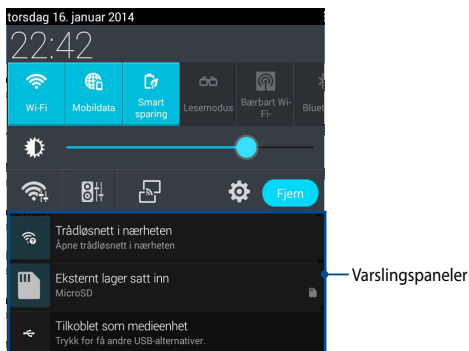 torsdag 16. januar 2014
22:42
Wi-Fi
Mobildata
Smart
sparing
Lesemodus
Bærbart Wi-
Fi-
Bluet
Fjern
Trådløsnett i nærheten
Åpne trådløsnett i nærheten
Eksternt lager satt inn
MicroSD
Varslingspaneler
Tilkoblet som medieenhet
Trykk for få andre USB-alternativer.